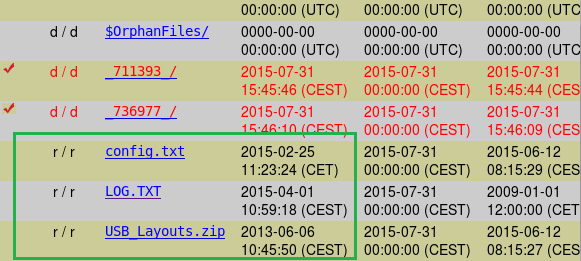 00:00:00 (UTC) 00:00:00 (UTC) 00:00:00 (UTC)
d / d $OrphanFiles/ 0000-00-00 0000-00-00 0000-00-00
00:00:00 (UTC) 00:00:00 (UTC) 00:00:00 (UTC)
d / d _711393_/ 2015-07-31 2015-07-31 2015-07-31
15:45:46 (CEST) 00:00:00 (CEST) 15:45:44 (CEST)
d / d _736977_/ 2015-07-31 2015-07-31 2015-07-31
15:46:10 (CEST) 00:00:00 (CEST) 15:46:09 (CEST)
r / r config.txt 2015-02-25 2015-07-31 2015-06-12
11:23:24 (CET) 00:00:00 (CEST) 08:15:29 (CEST)
r / r LOG.TXT 2015-04-01 2015-07-31 2009-01-01
10:59:18 (CEST) 00:00:00 (CEST) 12:00:00 (CET)
r / r USB_Layouts.zip 2013-06-06 2015-07-31 2015-06-12
10:45:50 (CEST) 00:00:00 (CEST) 08:15:27 (CEST)